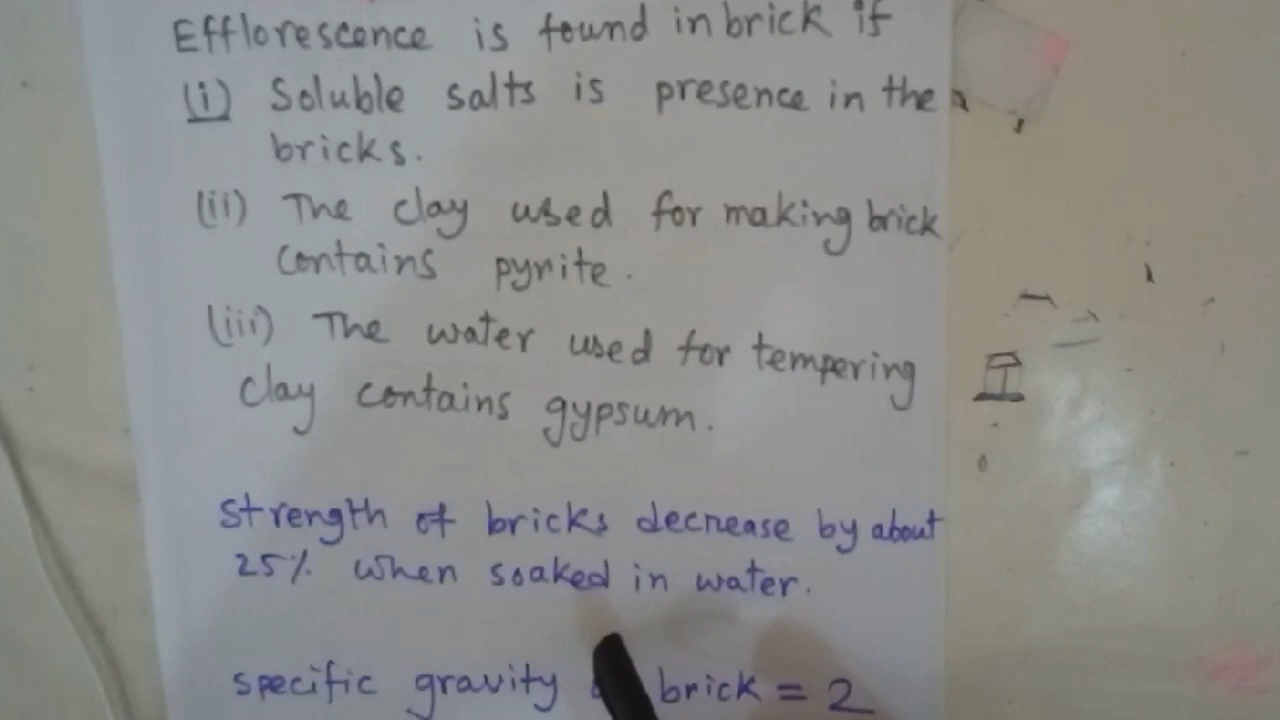 Efflorescence is found in brick if
(i) Soluble salts is presence in the
bricks.
(ii) The clay used for making brick
contains pyrite.
(iii) The water used for tempering
clay contains gypsum.
strength of bricks decrease by about
25% when soaked in water.
specific gravity brick = 2